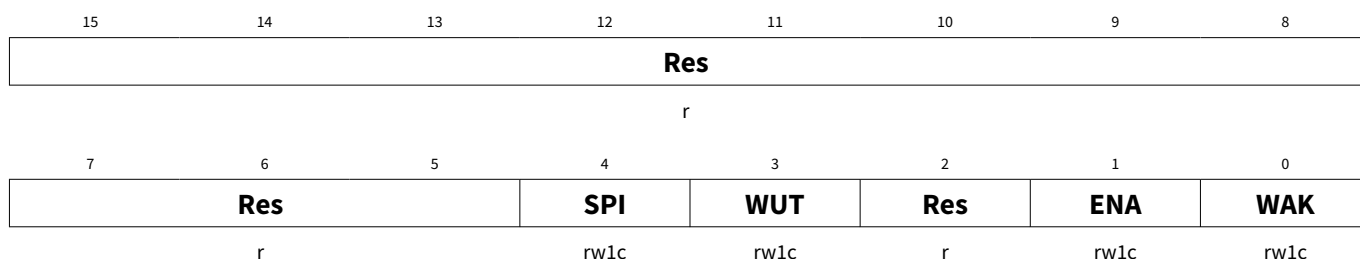 15 14 13 12 11 10 9 8
Res
r
7 6 5 4 3 2 1 0
Res SPI WUT Res ENA WAK
r rw1c rw1c r rw1c rw1c